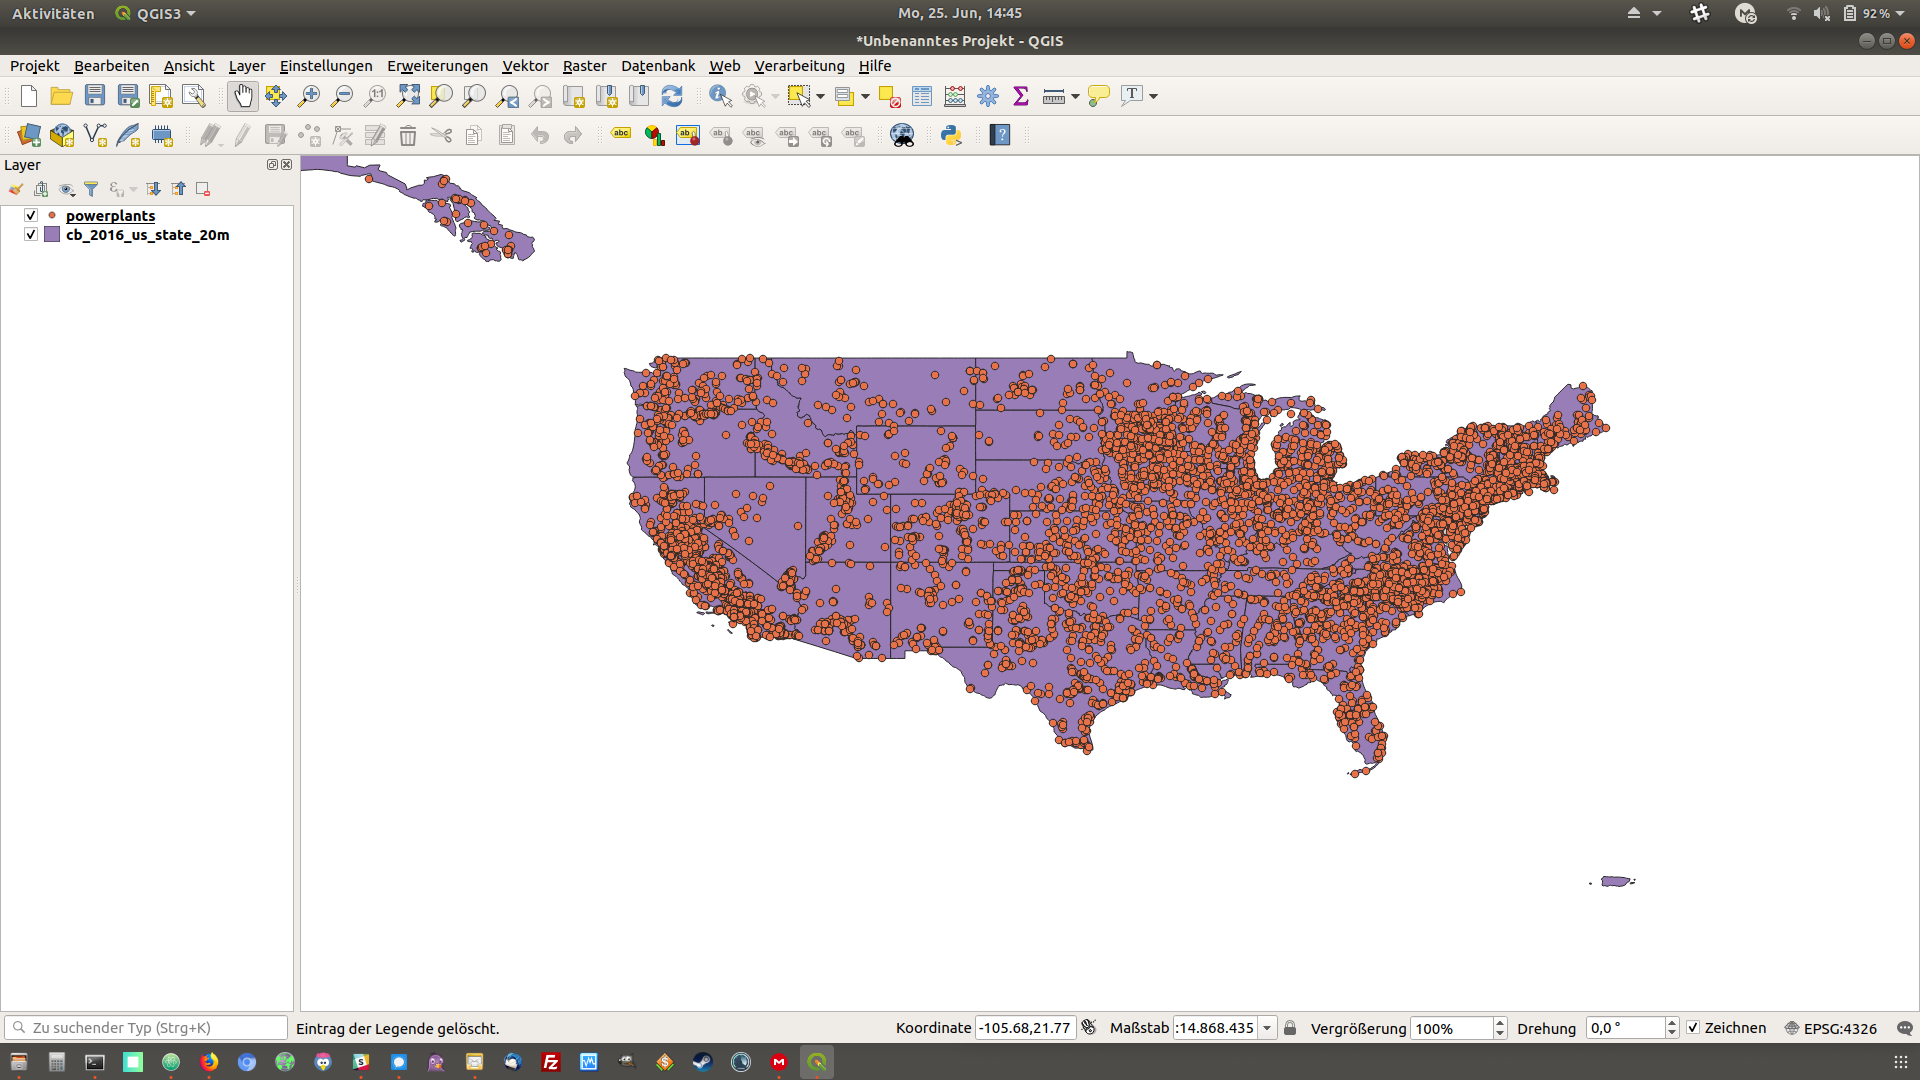 Aktivitäten QGIS3 Mo, 25. Jun, 14:45 92 %
*Unbenanntes Projekt - QGIS
Projekt Bearbeiten Ansicht Layer Einstellungen Erweiterungen Vektor Raster Datenbank Web Verarbeitung Hilfe
Layer
powerplants
cb_2016_us_state_20m
Zu suchender Typ (Strg+K) Eintrag der Legende gelöscht. Koordinate -105.68,21.77 Maßstab :14.868.435 Vergrößerung 100% Drehung 0,0 ° Zeichnen EPSG:4326